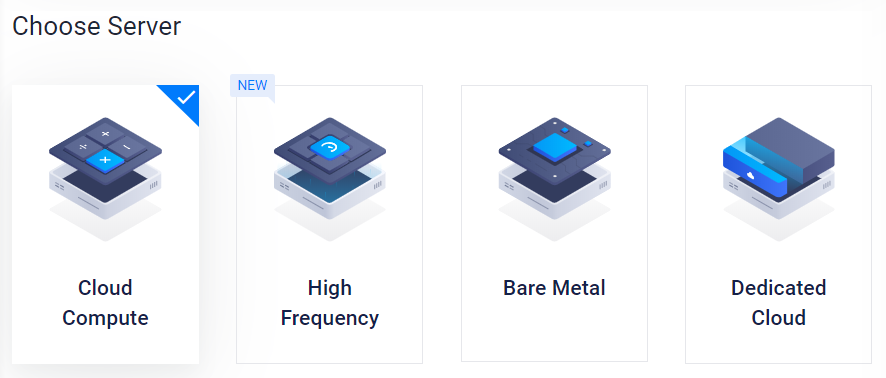 Choose Server
NEW
Cloud
Compute
High
Frequency
Bare Metal
Dedicated
Cloud